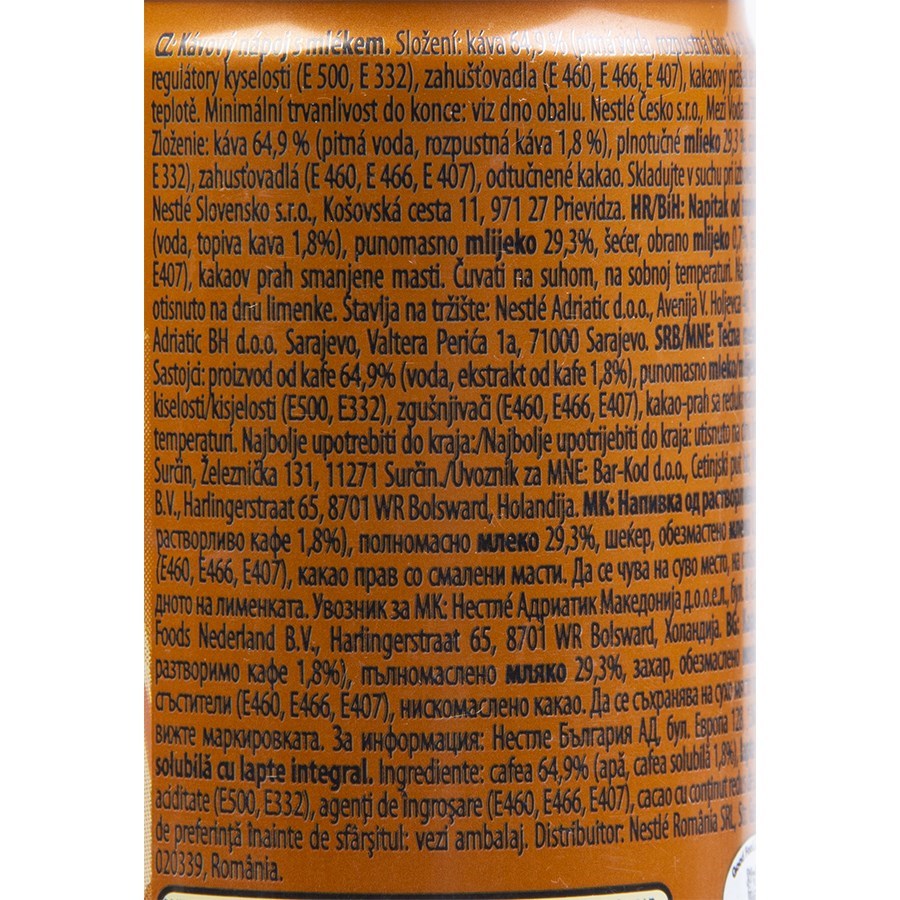 CZ: Kávový nápoj s mlékem. Složení: káva 64,9 % (pitná voda, rozpustná káva
regulátory kyselosti (E 500, E 332), zahušťovadla (E 460, E 466, E 407), kakaový
teplotě. Minimální trvanlivost do konce: viz dno obalu. Nestlé Česko s.r.o., Mezi
Zloženie: káva 64,9 % (pitná voda, rozpustná káva 1,8 %), plnotučné mlieko 29,3
E 332), zahusťovadlá (E 460, E 466, E 407), odtučnené kakao. Skladujte v suchu pri
Nestlé Slovensko s.r.o., Košovská cesta 11, 971 27 Prievidza. HR/BiH: Napitak od
(voda, topiva kava 1,8%), punomasno mlijeko 29,3%, šećer, obrano mlijeko
E407), kakaov prah smanjene masti. Čuvati na suhom, na sobnoj temperaturi.
otisnuto na dnu limenke. Stavlja na tržište: Nestlé Adriatic d.o.o., Avenija V. Holjevca
Adriatic BH d.o.o. Sarajevo, Valtera Perića 1a, 71000 Sarajevo. SRB/MNE: Tečna
Sastojci: proizvod od kafe 64,9% (voda, ekstrakt od kafe 1,8%), punomasno
kiselosti/kisjelosti (E500, E332), zgušnjivači (E460, E466, E407), kakao-prah sa
temperaturi. Najbolje upotrebiti do kraja:/Najbolje upotrijebiti do kraja: utisnuto na
Surčin, Železnička 131, 11271 Surčin./Uvoznik za MNE: Bar-Kod d.o.o., Cetinjski put
B.V., Harlingerstraat 65, 8701 WR Bolsward, Holandija. MK: Напивка од
растворливо кафе 1,8%), полномасно млеко 29,3%, шеќер, обезмастено
(E460, E466, E407), какао прав со смалени масти. Да се чува на суво место, на
дното на лименката. Увозник за МК: Нестле Адриатик Македонија д.о.о.е.л., бул.
Foods Nederland B.V., Harlingerstraat 65, 8701 WR Bolsward, Холандија. BG:
разтворимо кафе 1,8%), пълномаслено мляко 29,3%, захар, обезмаслено
сгъстители (E460, E466, E407), нискомаслено какао. Да се съхранява на сухо
вижте маркировката. За информация: Нестле България АД, бул. Европа 128
solubilă cu lapte integral. Ingrediente: cafea 64,9% (apă, cafea solubilă 1,8%),
aciditate (E500, E332), agenți de îngroșare (E460, E466, E407), cacao cu conținut
de preferință înainte de sfârșitul: vezi ambalaj. Distribuitor: Nestlé România SRL,
020339, România.